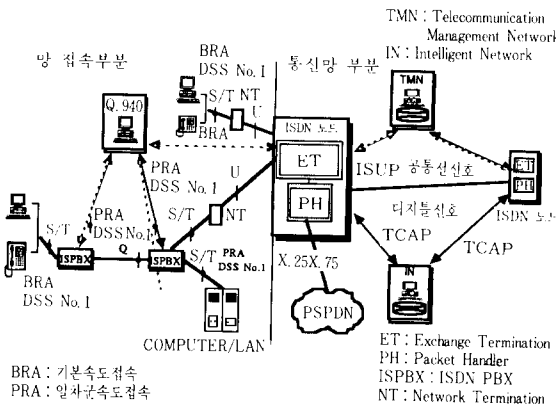 TMN : Telecommunication
Management Network
IN : Intelligent Network
망 접속부분
통신망 부분
BRA
DSS No. 1
S/T NT
U
BRA
Q. 940
PRA
DSS No. 1
U
NT
S/T
ISDN 노드
ET
PH
TMN
ISUP 공통선신호
디지틀신호
ET
PH
ISDN 노드
TCAP
TCAP
IN
X. 25X. 75
PSPDN
S/T
PRA
DSS No. 1
ISPBX
Q
ISPBX
S/T PRA
DSS No. 1
BRA
DSS No. 1
COMPUTER/LAN
BRA : 기본속도접속
PRA : 일차군속도접속
ET : Exchange Termination
PH : Packet Handler
ISPBX : ISDN PBX
NT : Network Termination